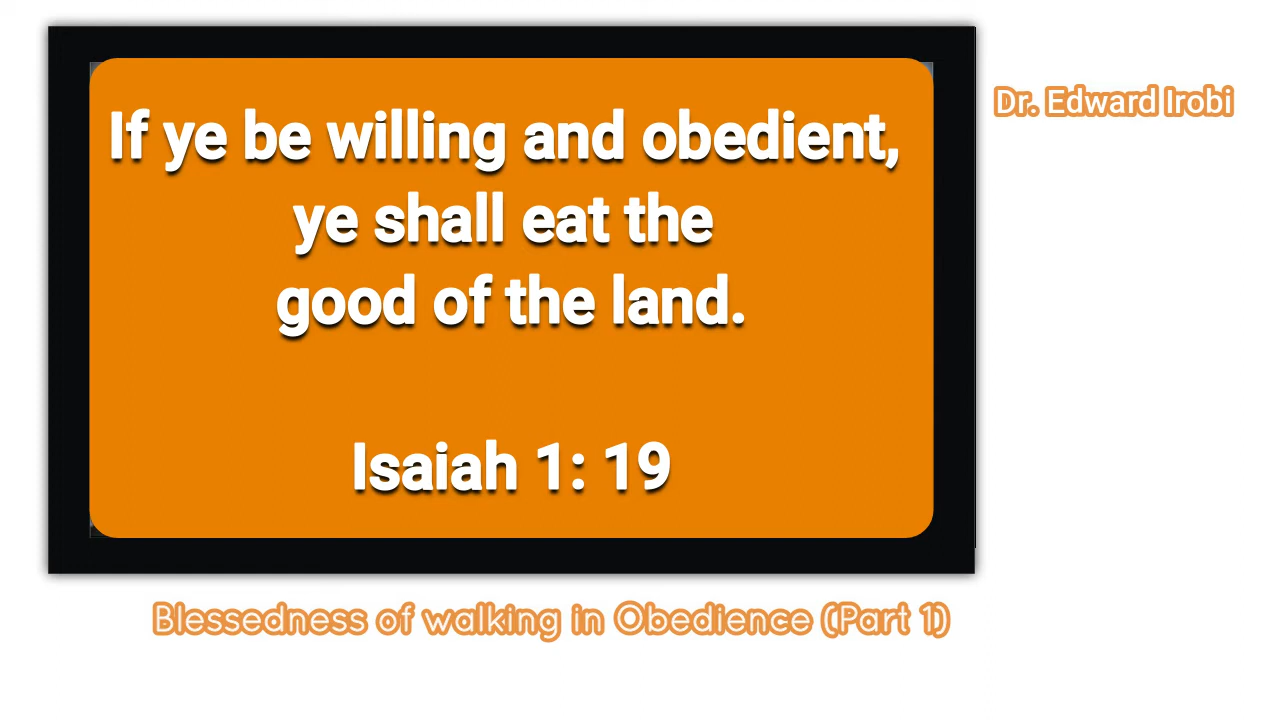 If ye be willing and obedient,
ye shall eat the
good of the land.
Isaiah 1: 19
Dr. Edward Irobi
Blessedness of walking in Obedience (Part 1)